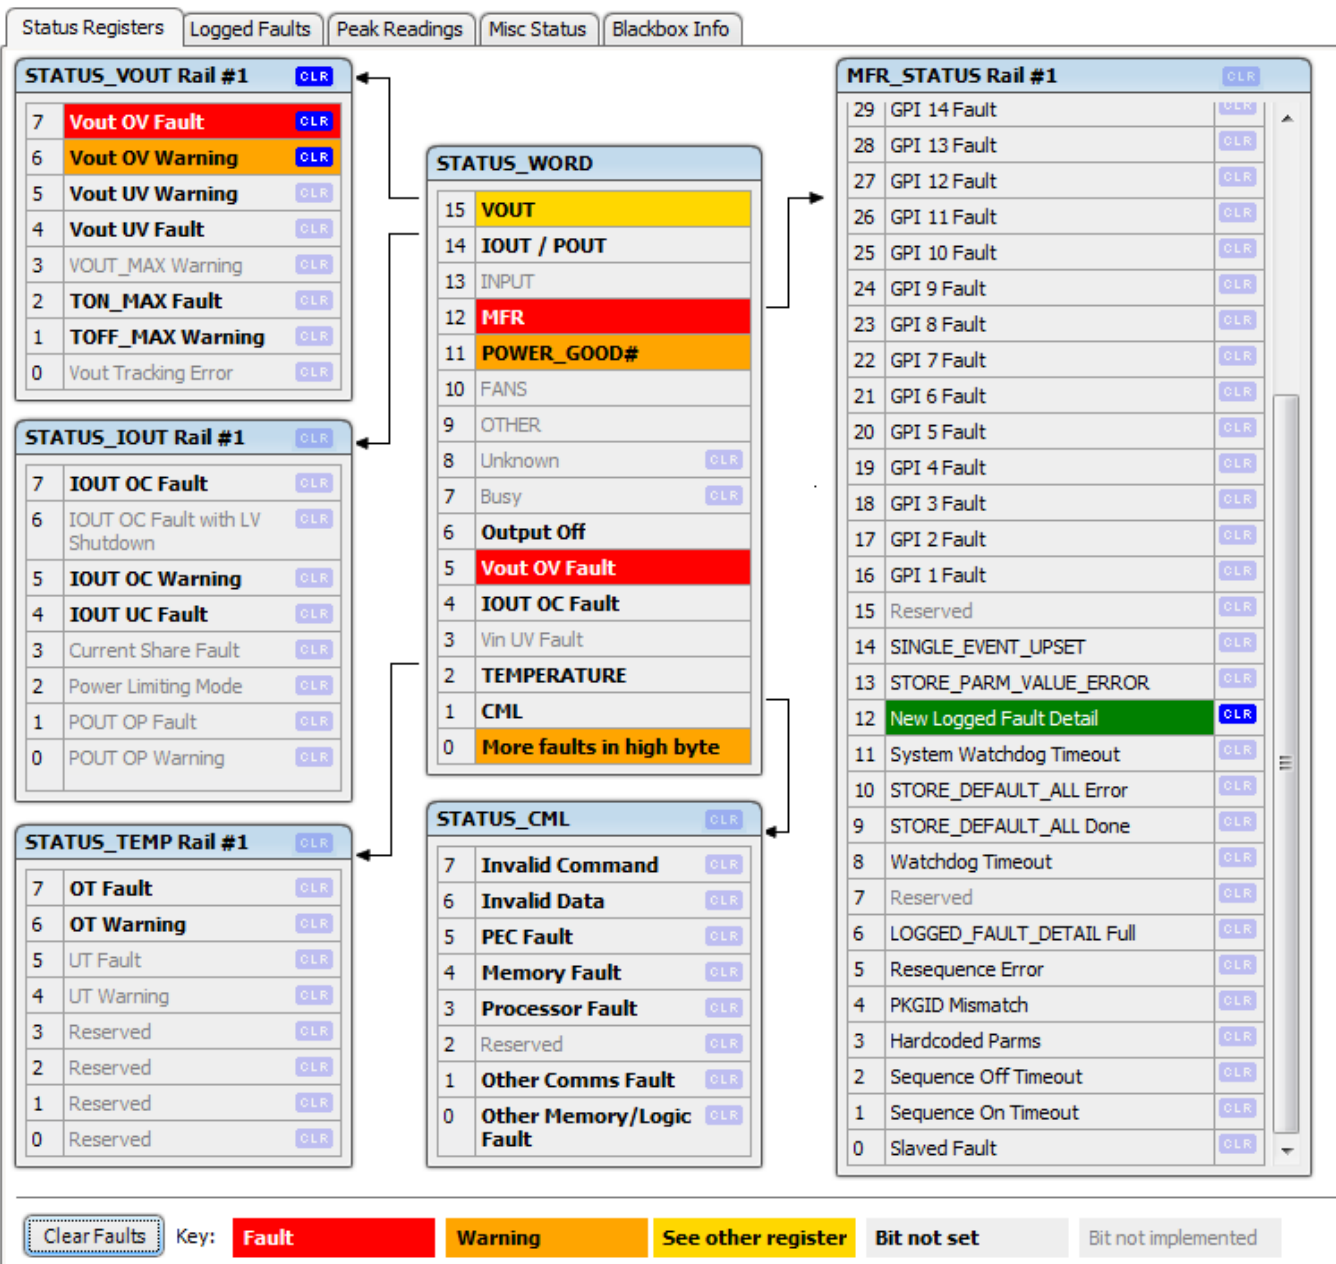 Status Registers
Logged Faults
Peak Readings
Misc Status
Blackbox Info
STATUS_VOUT Rail #1 CLR
7 Vout OV Fault CLR
6 Vout OV Warning CLR
5 Vout UV Warning CLR
4 Vout UV Fault CLR
3 VOUT_MAX Warning CLR
2 TON_MAX Fault CLR
1 TOFF_MAX Warning CLR
0 Vout Tracking Error CLR
STATUS_IOUT Rail #1 CLR
7 IOUT OC Fault CLR
6 IOUT OC Fault with LV CLR
Shutdown
5 IOUT OC Warning CLR
4 IOUT UC Fault CLR
3 Current Share Fault CLR
2 Power Limiting Mode CLR
1 POUT OP Fault CLR
0 POUT OP Warning CLR
STATUS_TEMP Rail #1 CLR
7 OT Fault CLR
6 OT Warning CLR
5 UT Fault CLR
4 UT Warning CLR
3 Reserved CLR
2 Reserved CLR
1 Reserved CLR
0 Reserved CLR
STATUS_WORD
15 VOUT
14 IOUT / POUT
13 INPUT
12 MFR
11 POWER_GOOD#
10 FANS
9 OTHER
8 Unknown CLR
7 Busy CLR
6 Output Off
5 Vout OV Fault
4 IOUT OC Fault
3 Vin UV Fault
2 TEMPERATURE
1 CML
0 More faults in high byte
STATUS_CML CLR
7 Invalid Command CLR
6 Invalid Data CLR
5 PEC Fault CLR
4 Memory Fault CLR
3 Processor Fault CLR
2 Reserved CLR
1 Other Comms Fault CLR
0 Other Memory/Logic CLR
Fault
MFR_STATUS Rail #1 CLR
29 GPI 14 Fault CLR
28 GPI 13 Fault CLR
27 GPI 12 Fault CLR
26 GPI 11 Fault CLR
25 GPI 10 Fault CLR
24 GPI 9 Fault CLR
23 GPI 8 Fault CLR
22 GPI 7 Fault CLR
21 GPI 6 Fault CLR
20 GPI 5 Fault CLR
19 GPI 4 Fault CLR
18 GPI 3 Fault CLR
17 GPI 2 Fault CLR
16 GPI 1 Fault CLR
15 Reserved CLR
14 SINGLE_EVENT_UPSET CLR
13 STORE_PARM_VALUE_ERROR CLR
12 New Logged Fault Detail CLR
11 System Watchdog Timeout CLR
10 STORE_DEFAULT_ALL Error CLR
9 STORE_DEFAULT_ALL Done CLR
8 Watchdog Timeout CLR
7 Reserved CLR
6 LOGGED_FAULT_DETAIL Full CLR
5 Resequence Error CLR
4 PKGID Mismatch CLR
3 Hardcoded Parms CLR
2 Sequence Off Timeout CLR
1 Sequence On Timeout CLR
0 Slaved Fault CLR
Clear Faults Key: Fault Warning See other register Bit not set Bit not implemented